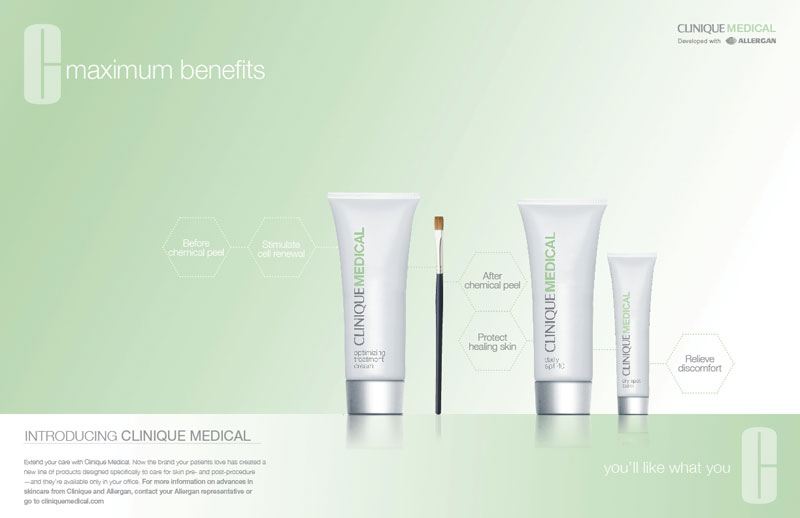 C maximum benefits
CLINIQUE MEDICAL
Developed with ALLERGAN
Before
chemical peel
Stimulate
cell renewal
CLINIQUE MEDICAL
optimizing
treatment
cream
After
chemical peel
Protect
healing skin
CLINIQUE MEDICAL
daily
CLINIQUE MEDICAL
Relieve
discomfort
INTRODUCING CLINIQUE MEDICAL
Extend your care with Clinique Medical. Now the brand your patients love has created a
new line of products designed specifically to care for skin pre- and post-procedure
—and they're available only in your office. For more information on advances in
skincare from Clinique and Allergan, contact your Allergan representative or
go to cliniquemedical.com
you'll like what you C